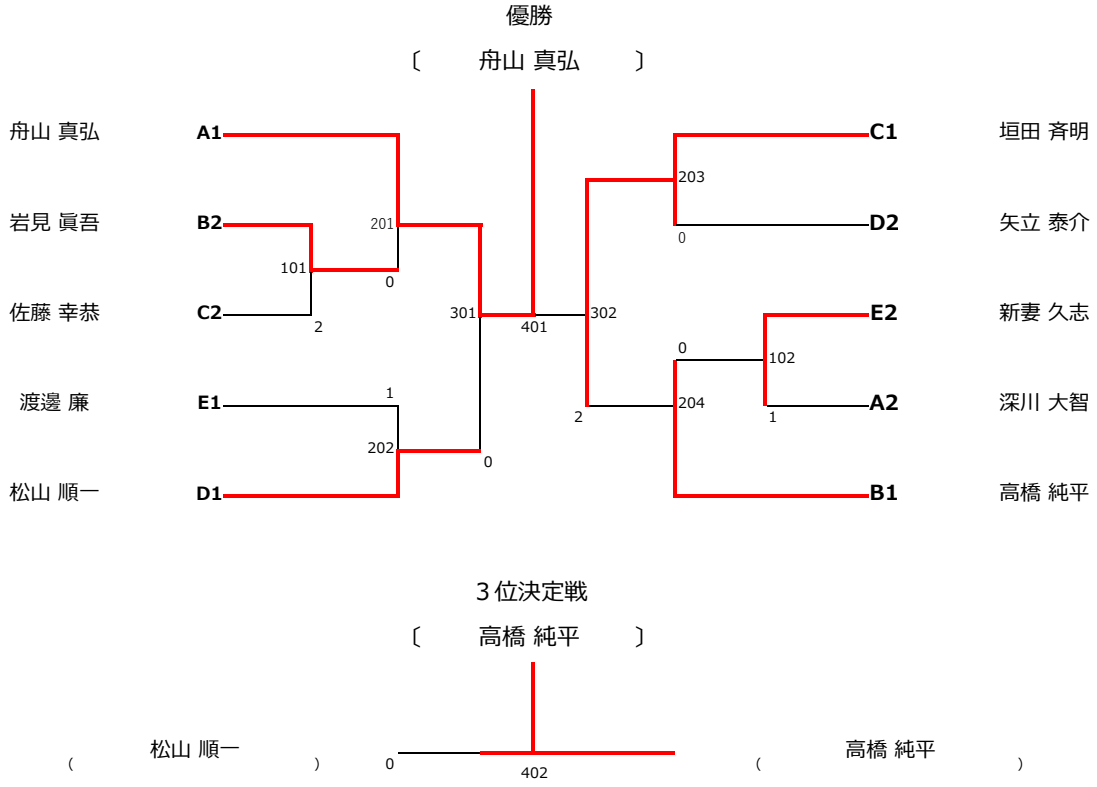 優勝
〔 舟山 真弘 〕
舟山 真弘 A1 C1 垣田 斉明
203
岩見 眞吾 B2 201 D2 矢立 泰介
0
101
0
佐藤 幸恭 C2 301 302 E2 新妻 久志
2 401
0
102
1
渡邊 廉 E1 204 A2 深川 大智
2 1
202
0
松山 順一 D1 B1 高橋 純平
３位決定戦
〔 高橋 純平 〕
松山 順一 高橋 純平
（ ） 0 （ ）
402